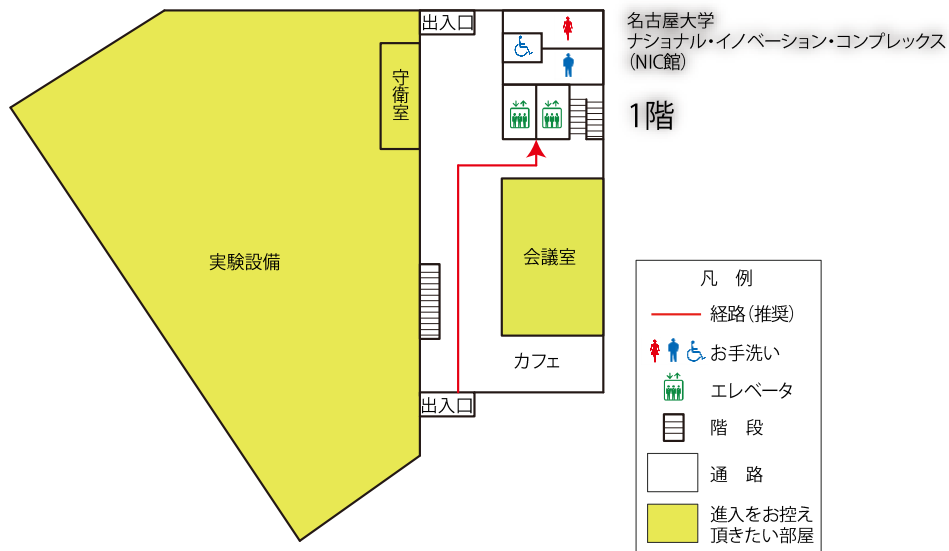 出入口
名古屋大学
ナショナル・イノベーション・コンプレックス
(NIC館)
1階
守衛室
実験設備
会議室
カフェ
出入口
凡 例
経路(推奨)
お手洗い
エレベータ
階 段
通 路
進入をお控え
頂きたい部屋